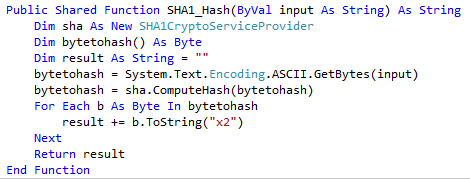 Public Shared Function SHA1_Hash(ByVal input As String) As String
    Dim sha As New SHA1CryptoServiceProvider
    Dim bytetohash() As Byte
    Dim result As String = ""
    bytetohash = System.Text.Encoding.ASCII.GetBytes(input)
    bytetohash = sha.ComputeHash(bytetohash)
    For Each b As Byte In bytetohash
        result += b.ToString("x2")
    Next
    Return result
End Function